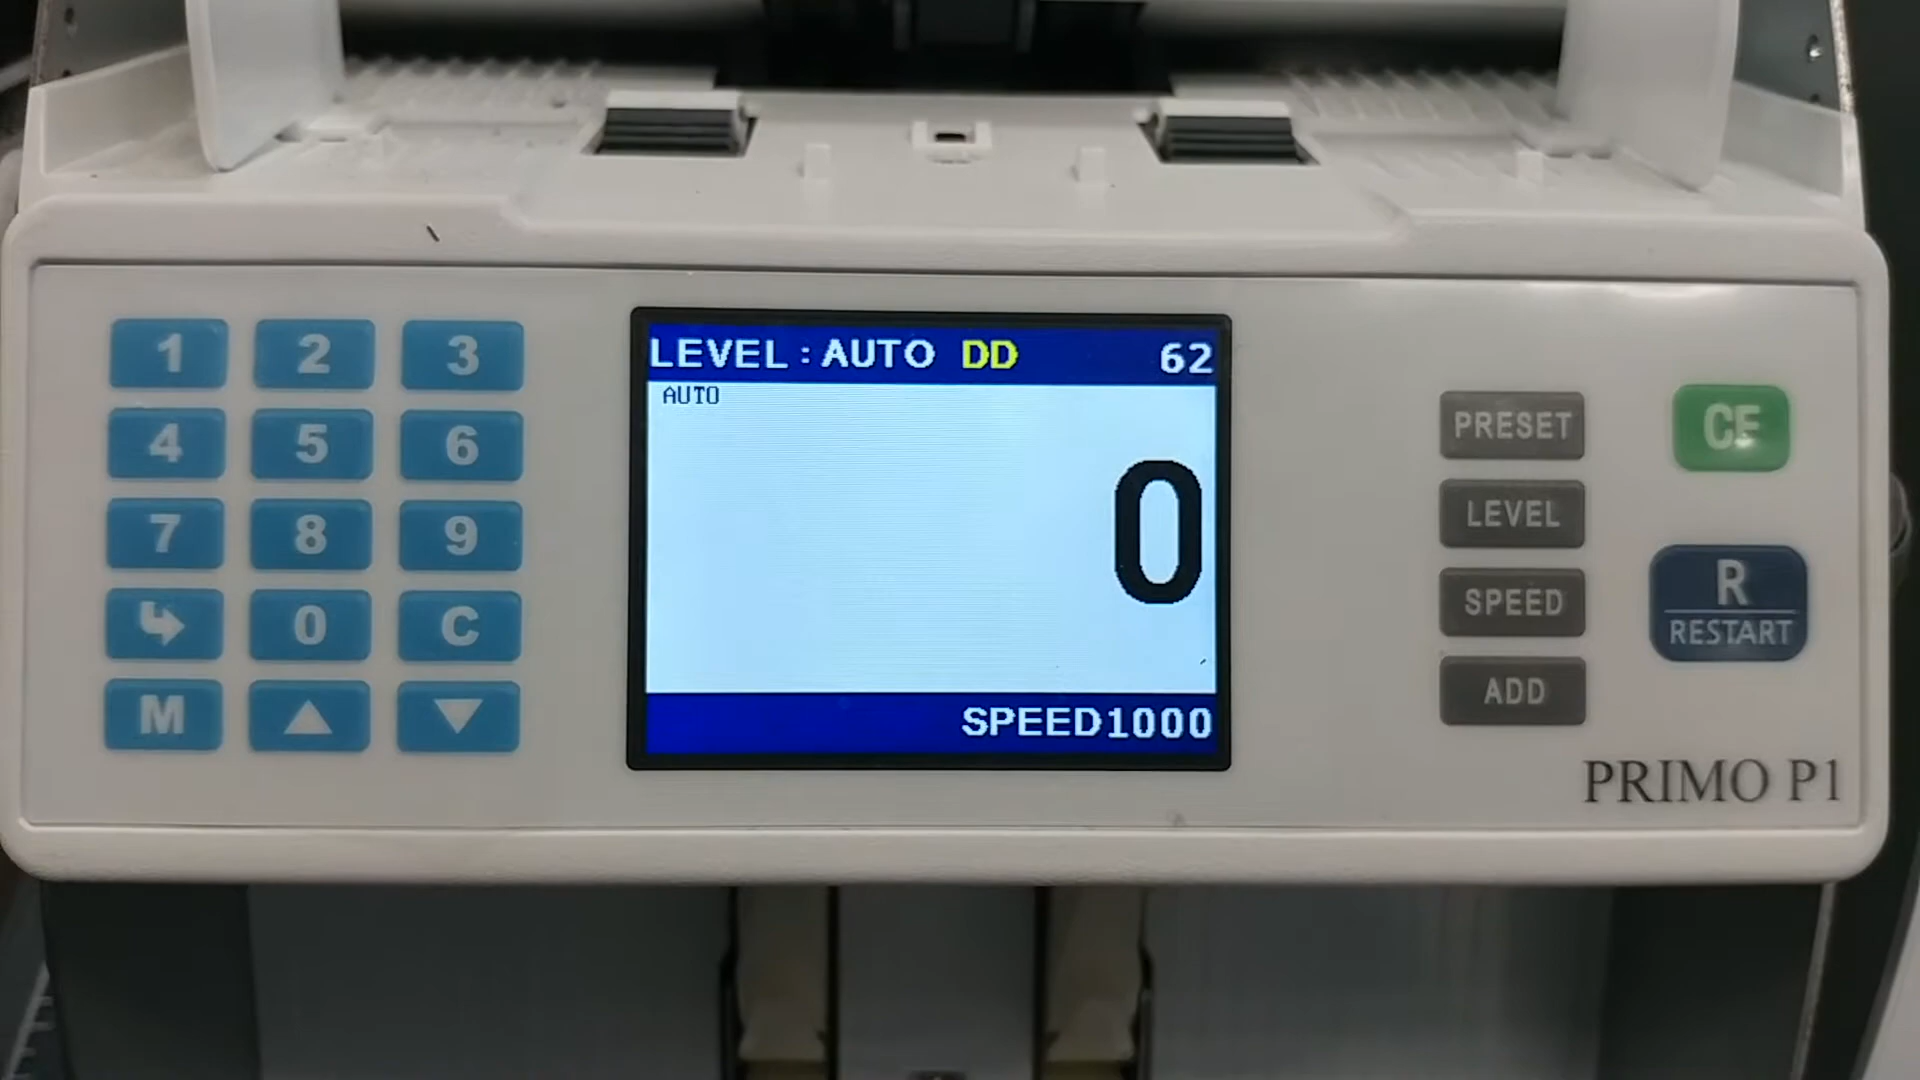 1 2 3
4 5 6
7 8 9
0 C
M
LEVEL : AUTO DD 62
AUTO
0
SPEED1000
PRESET
LEVEL
SPEED
ADD
CF
R
RESTART
PRIMO P1